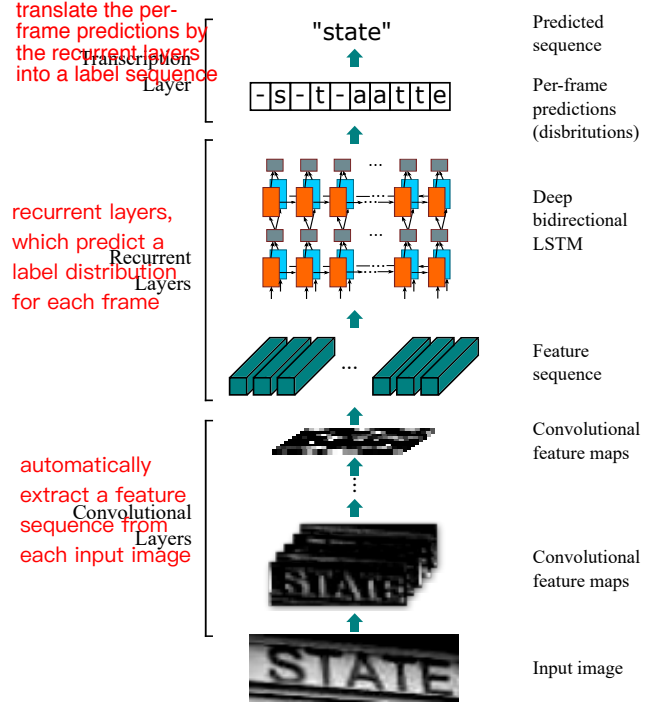 translate the per-
frame predictions by
the recurrent layers
into a label sequence
Transcription
Layer
"state"
Predicted
sequence
-s-t-aatte
Per-frame
predictions
(disbritutions)
recurrent layers,
which predict a
label distribution
for each frame
Recurrent
Layers
...
...
...
...
Deep
bidirectional
LSTM
...
Feature
sequence
Convolutional
feature maps
automatically
extract a feature
sequence from
each input image
Convolutional
Layers
...
STATE
Convolutional
feature maps
STATE
Input image